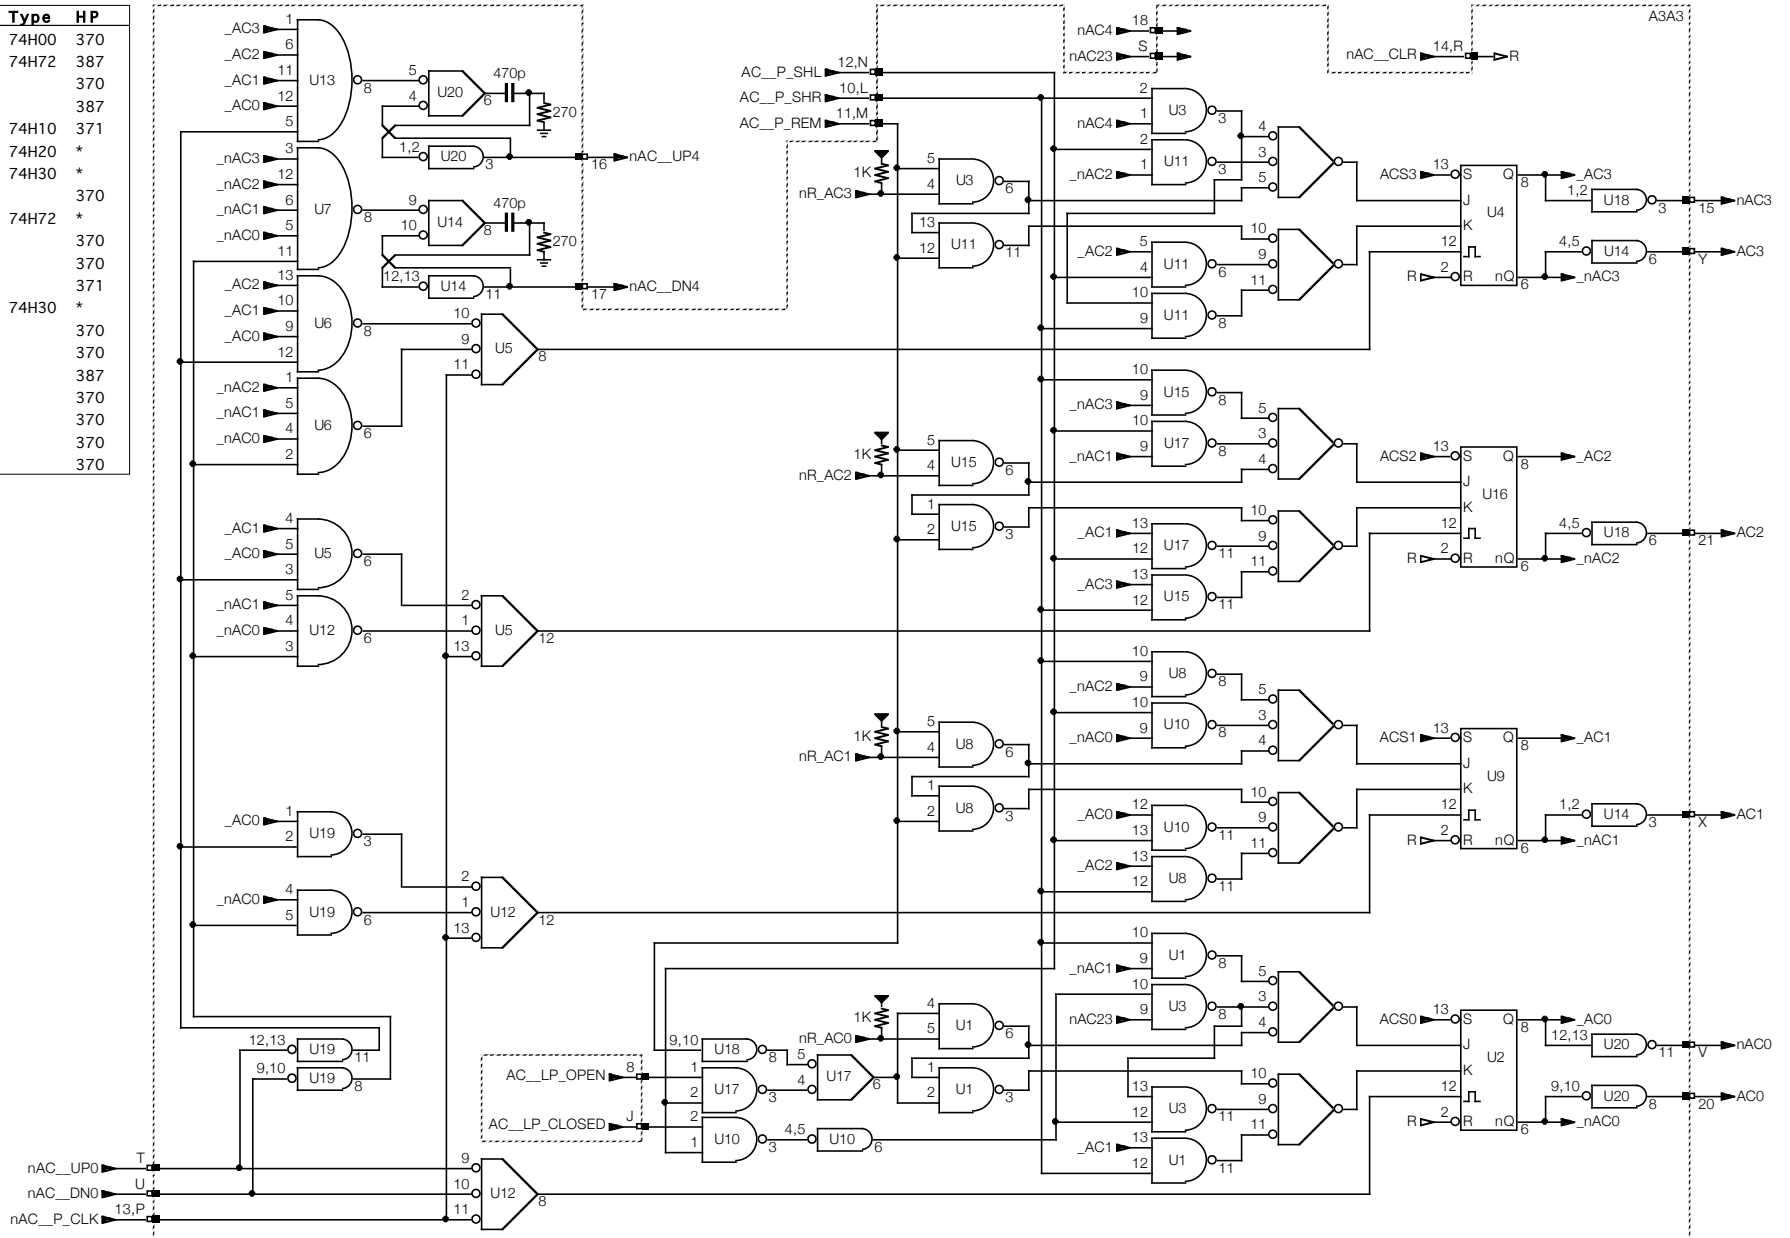 Type HP
74H00 370
74H72 387
370
387
74H10 371
74H20 *
74H30 *
370
74H72 *
370
370
371
74H30 *
370
370
387
370
370
370
370
A3A3
_AC3 1
_AC2 6
_AC1 11
_AC0 12
5
U13 8
5 4 U20 6 470p 270
1,2 U20 3
16 nAC__UP4
_nAC3 3
_nAC2 12
_nAC1 6
_nAC0 5
11
U7 8
9 10 U14 8 470p 270
12,13 U14 11
17 nAC__DN4
_AC2 13
_AC1 10
_AC0 9
12
U6 8
_nAC2 1
_nAC1 5
_nAC0 4
2
U6 6
10 9 11 U5 8
_AC1 4
_AC0 5
3
U5 6
_nAC1 5
_nAC0 4
3
U12 6
2 1 13 U5 12
_AC0 1
2
U19 3
_nAC0 4
5
U19 6
2 1 13 U12 12
12,13 U19 11
9,10 U19 8
nAC__UP0 T
nAC__DN0 U
nAC__P_CLK 13,P
9 10 11 U12 8
AC__P_SHL 12,N
AC__P_SHR 10,L
AC__P_REM 11,M
nAC4 18
nAC23 S
nAC__CLR 14,R R
1K
nR_AC3
5 4 U3 6
13 12 U11 11
2 1 nAC4 U3 3
2 1 _nAC2 U11 3
4 3 5
_AC2 5 4 U11 6
10 9 U11 8
10 9 11
ACS3 13 S Q 8 _AC3
J U4 K
12
R 2 R nQ 6 _nAC3
1,2 U18 3 15 nAC3
4,5 U14 6 Y AC3
1K
nR_AC2
5 4 U15 6
1 2 U15 3
10 9 _nAC3 U15 8
10 9 _nAC1 U17 8
5 3 4
_AC1 13 12 U17 11
_AC3 13 12 U15 11
10 9 11
ACS2 13 S Q 8 _AC2
J U16 K
12
R 2 R nQ 6 _nAC2
4,5 U18 6 21 AC2
1K
nR_AC1
5 4 U8 6
1 2 U8 3
10 9 _nAC2 U8 8
10 9 _nAC0 U10 8
5 3 4
_AC0 12 13 U10 11
_AC2 13 12 U8 11
10 9 11
ACS1 13 S Q 8 _AC1
J U9 K
12
R 2 R nQ 6 _nAC1
1,2 U14 3 X AC1
1K
nR_AC0
4 5 U1 6
1 2 U1 3
9,10 U18 8
AC__LP_OPEN 8
1 2 U17 3
5 4 U17 6
AC__LP_CLOSED J
2 1 U10 3
4,5 U10 6
10 9 _nAC1 U1 8
10 9 nAC23 U3 8
5 3 4
13 12 U3 11
_AC1 13 12 U1 11
10 9 11
ACS0 13 S Q 8 _AC0
J U2 K
12
R 2 R nQ 6 _nAC0
12,13 U20 11 V nAC0
9,10 U20 8 20 AC0